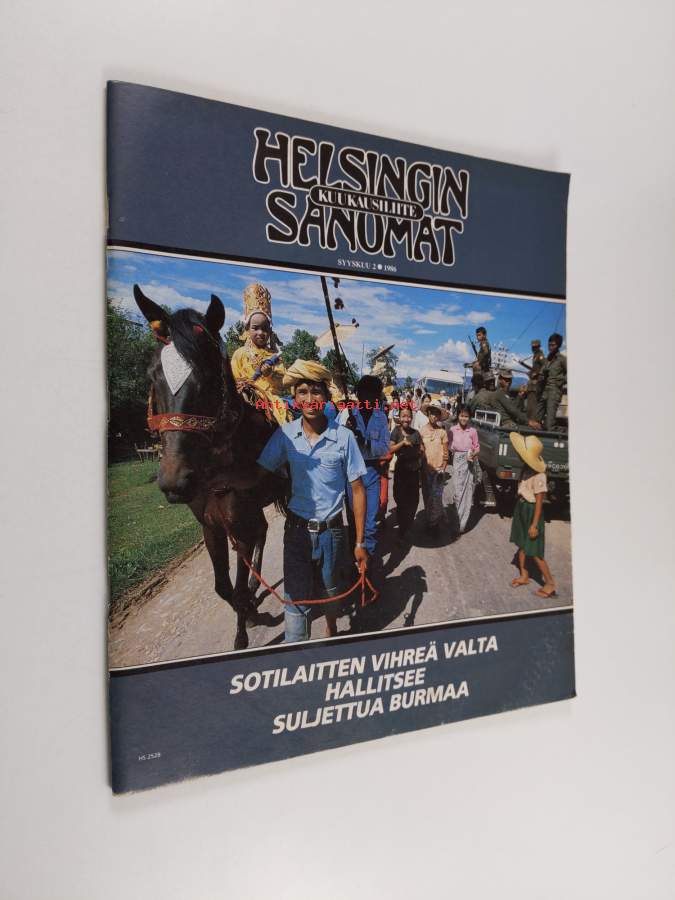 HELSINGIN
KUUKAUSILIITE
SANOMAT
SYYSKUU 2 ● 1986
Antikvariaatti.net
SOTILAITTEN VIHREÄ VALTA
HALLITSEE
SULJETTUA BURMAA
HS 2528